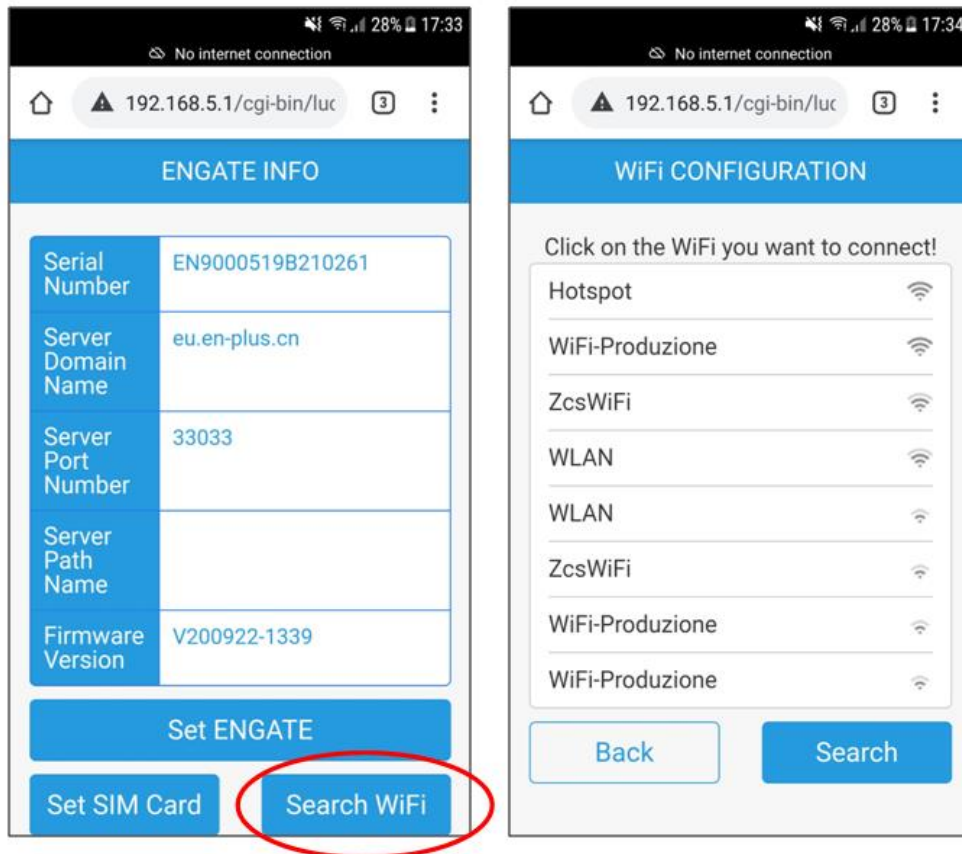 28% 17:33
No internet connection
192.168.5.1/cgi-bin/luc 3
ENGATE INFO
Serial
Number
EN9000519B210261
Server
Domain
Name
eu.en-plus.cn
Server
Port
Number
33033
Server
Path
Name
Firmware
Version
V200922-1339
Set ENGATE
Set SIM Card
Search WiFi
28% 17:34
No internet connection
192.168.5.1/cgi-bin/luc 3
WiFi CONFIGURATION
Click on the WiFi you want to connect!
Hotspot
WiFi-Produzione
ZcsWiFi
WLAN
WLAN
ZcsWiFi
WiFi-Produzione
WiFi-Produzione
Back
Search